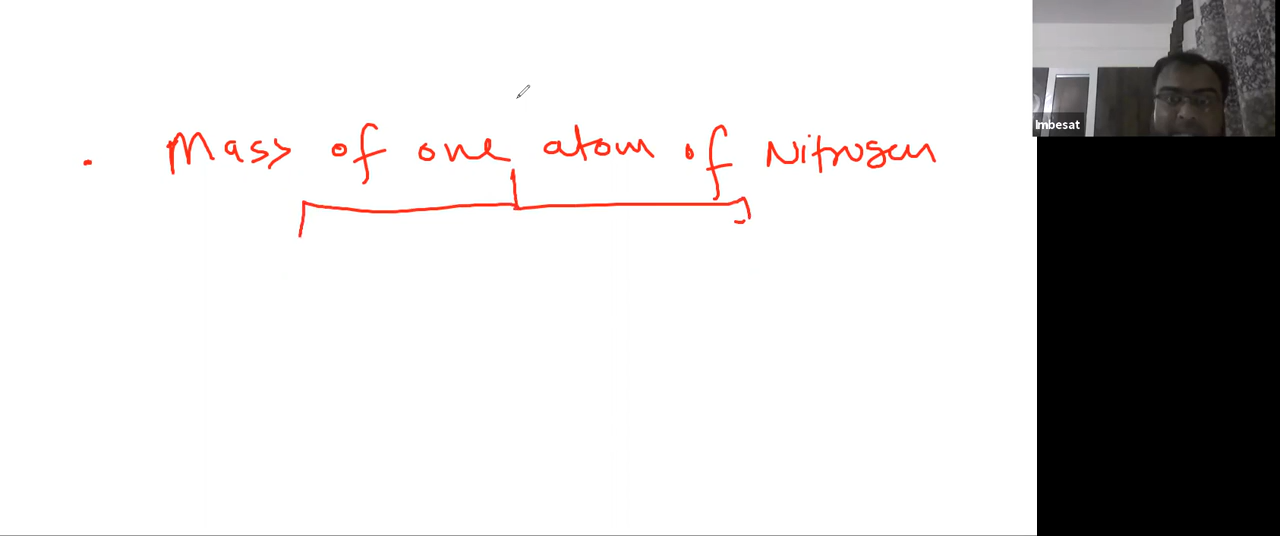 . Mass of one atom of Nitrogen
Imbesat